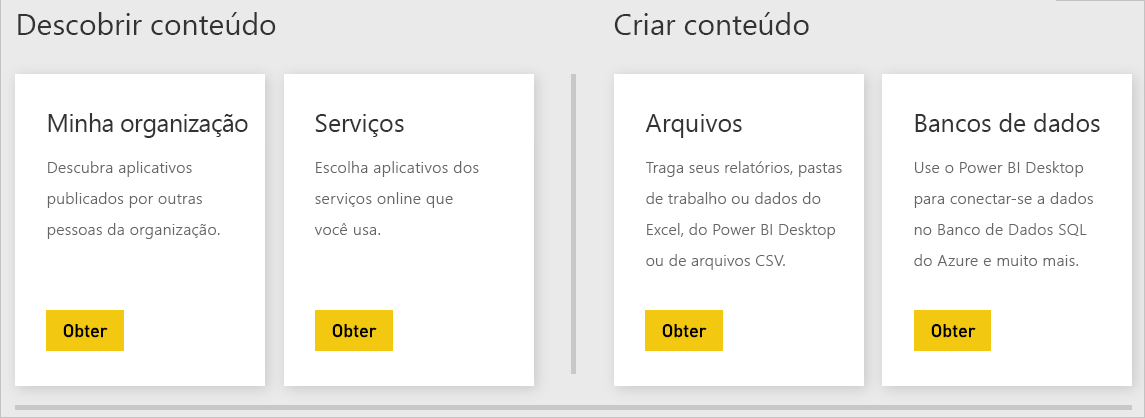 Descobrir conteúdo
Minha organização
Descubra aplicativos
publicados por outras
pessoas da organização.
Obter
Serviços
Escolha aplicativos dos
serviços online que
você usa.
Obter
Criar conteúdo
Arquivos
Traga seus relatórios, pastas
de trabalho ou dados do
Excel, do Power BI Desktop
ou de arquivos CSV.
Obter
Bancos de dados
Use o Power BI Desktop
para conectar-se a dados
no Banco de Dados SQL
do Azure e muito mais.
Obter